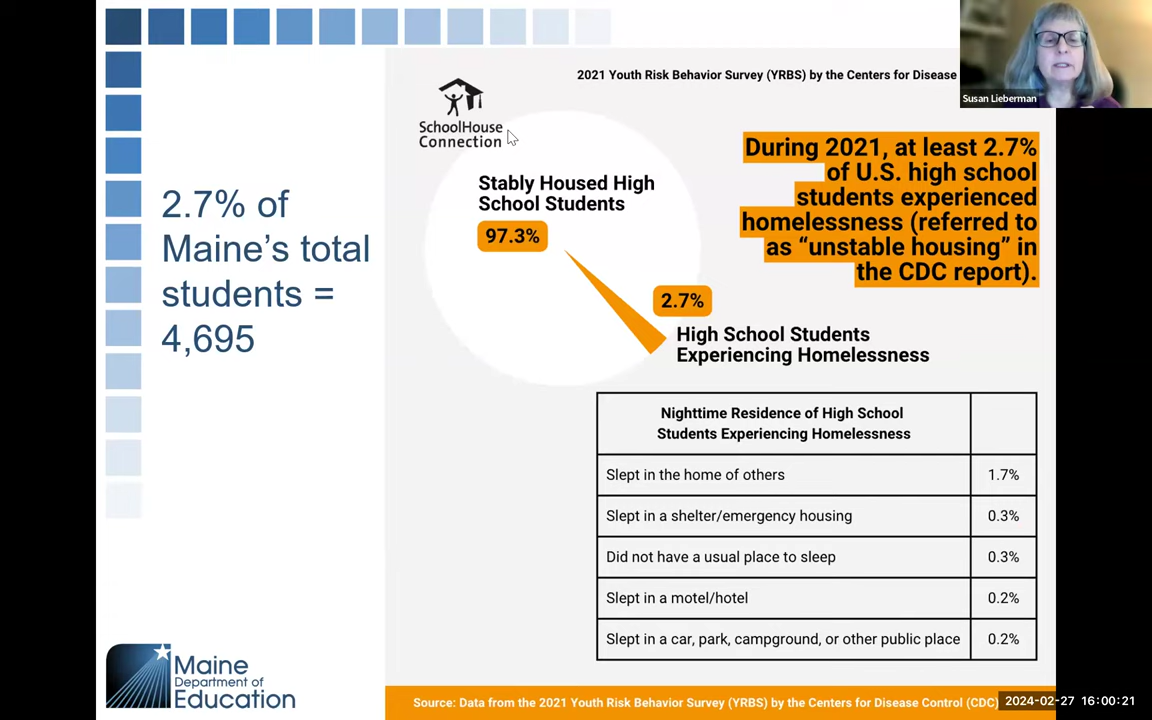 2021 Youth Risk Behavior Survey (YRBS) by the Centers for Disease
Susan Lieberman
SchoolHouse
Connection
2.7% of
Maine’s total
students =
4,695
Stably Housed High
School Students
97.3%
2.7%
High School Students
Experiencing Homelessness
During 2021, at least 2.7%
of U.S. high school
students experienced
homelessness (referred to
as “unstable housing” in
the CDC report).
Nighttime Residence of High School
Students Experiencing Homelessness
Slept in the home of others 1.7%
Slept in a shelter/emergency housing 0.3%
Did not have a usual place to sleep 0.3%
Slept in a motel/hotel 0.2%
Slept in a car, park, campground, or other public place 0.2%
Maine
Department of
Education
Source: Data from the 2021 Youth Risk Behavior Survey (YRBS) by the Centers for Disease Control (CDC)
2024-02-27 16:00:21